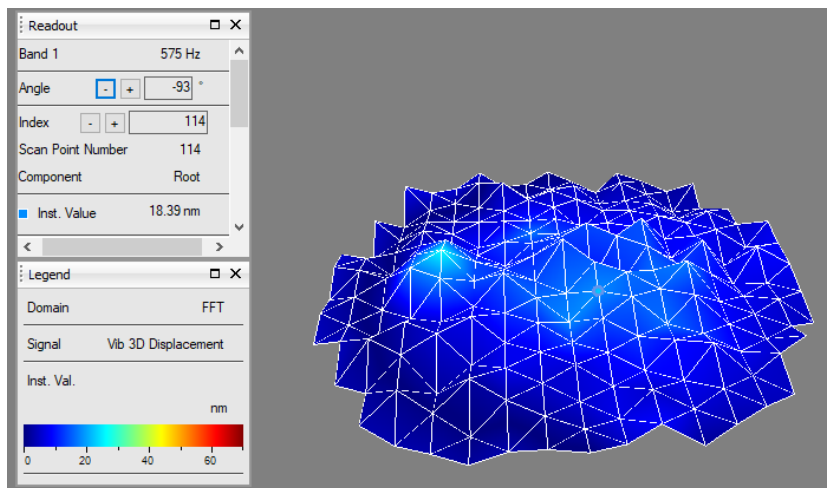 Readout
Band 1 575 Hz
Angle - + -93 °
Index - + 114
Scan Point Number 114
Component Root
Inst. Value 18.39 nm
Legend
Domain FFT
Signal Vib 3D Displacement
Inst. Val.
nm
0 20 40 60